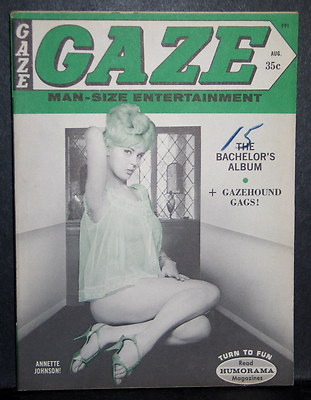 GAZE
GAZE
PPI
AUG.
35c
MAN-SIZE ENTERTAINMENT
15
THE
BACHELOR'S
ALBUM
+ GAZEHOUND
GAGS!
ANNETTE
JOHNSON!
TURN TO FUN
Read
HUMORAMA
Magazines